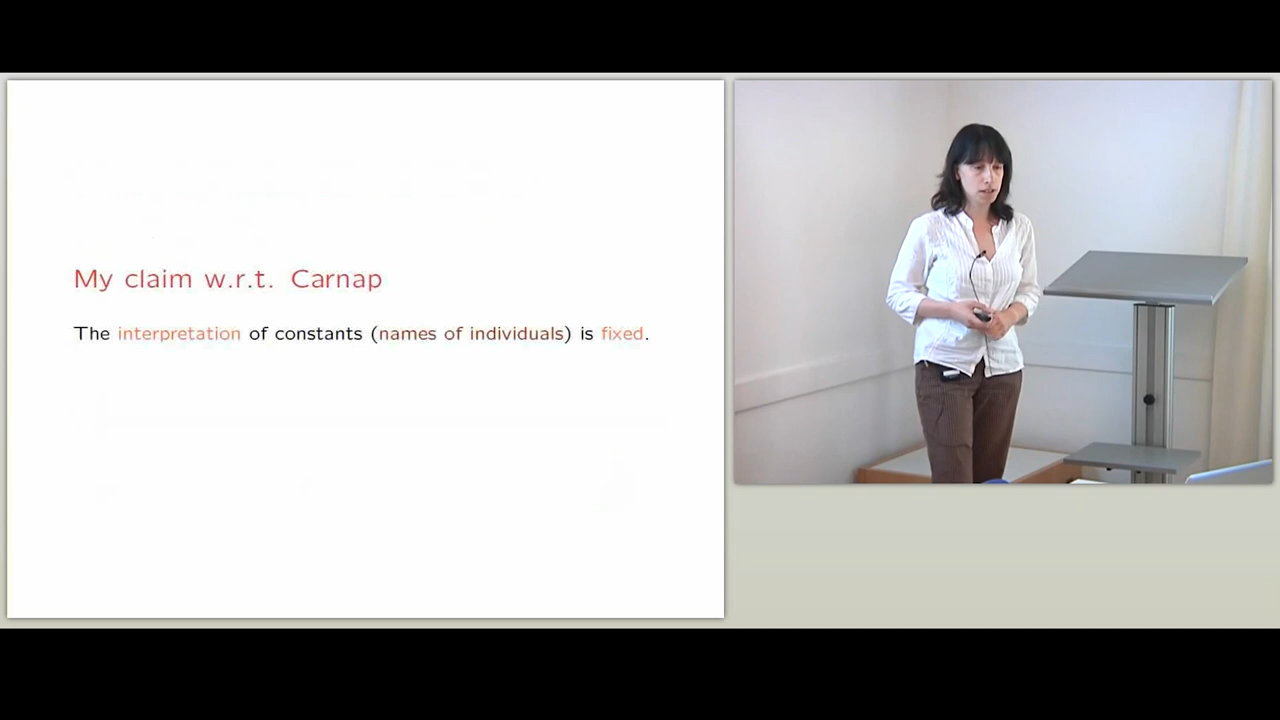 My claim w.r.t. Carnap
The interpretation of constants (names of individuals) is fixed.